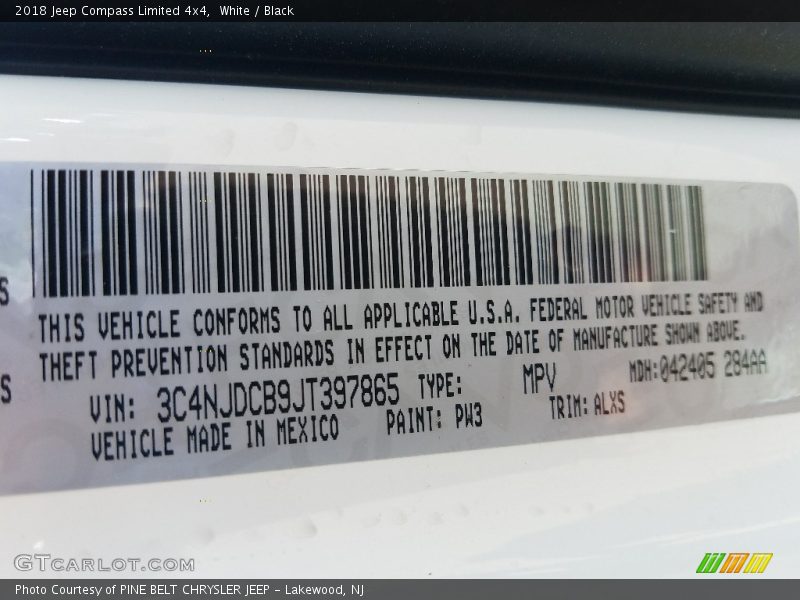 2018 Jeep Compass Limited 4x4, White / Black
S
THIS VEHICLE CONFORMS TO ALL APPLICABLE U.S.A. FEDERAL MOTOR VEHICLE SAFETY AND
THEFT PREVENTION STANDARDS IN EFFECT ON THE DATE OF MANUFACTURE SHOWN ABOVE.
S
VIN: 3C4NJDCB9JT397865 TYPE: MPV MDH:042405 284AA
VEHICLE MADE IN MEXICO PAINT: PW3 TRIM: ALXS
GTCARLOT.COM
Photo Courtesy of PINE BELT CHRYSLER JEEP - Lakewood, NJ